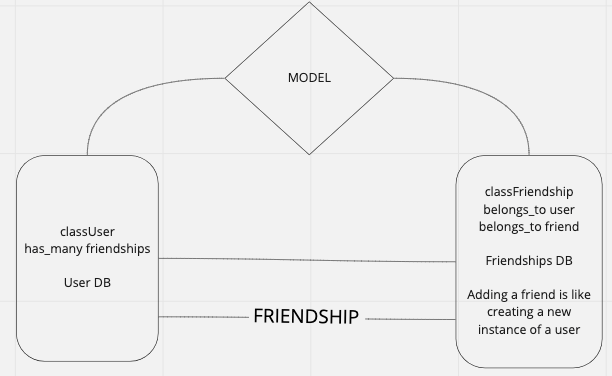 MODEL
classUser
has_many friendships
User DB
classFriendship
belongs_to user
belongs_to friend
Friendships DB
Adding a friend is like
creating a new
instance of a user
FRIENDSHIP